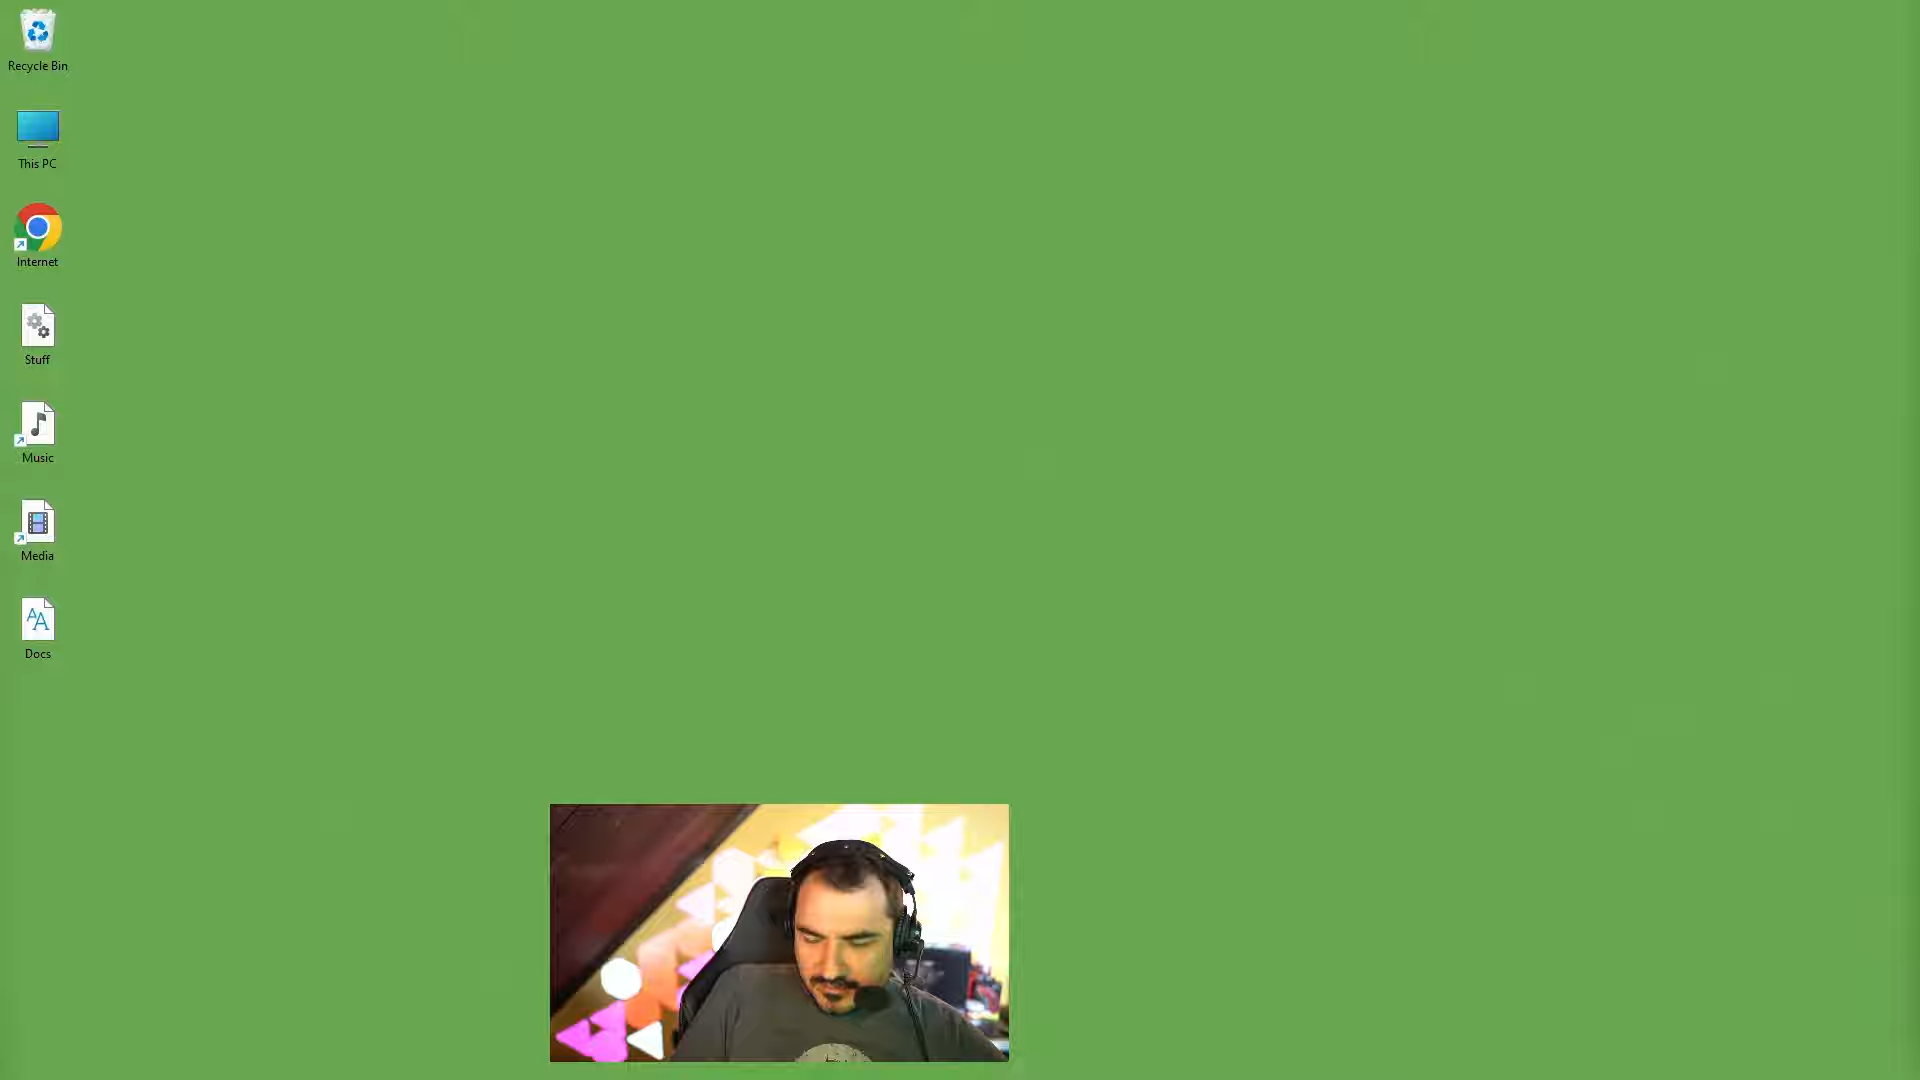 Recycle Bin
This PC
Internet
Stuff
Music
Media
Docs